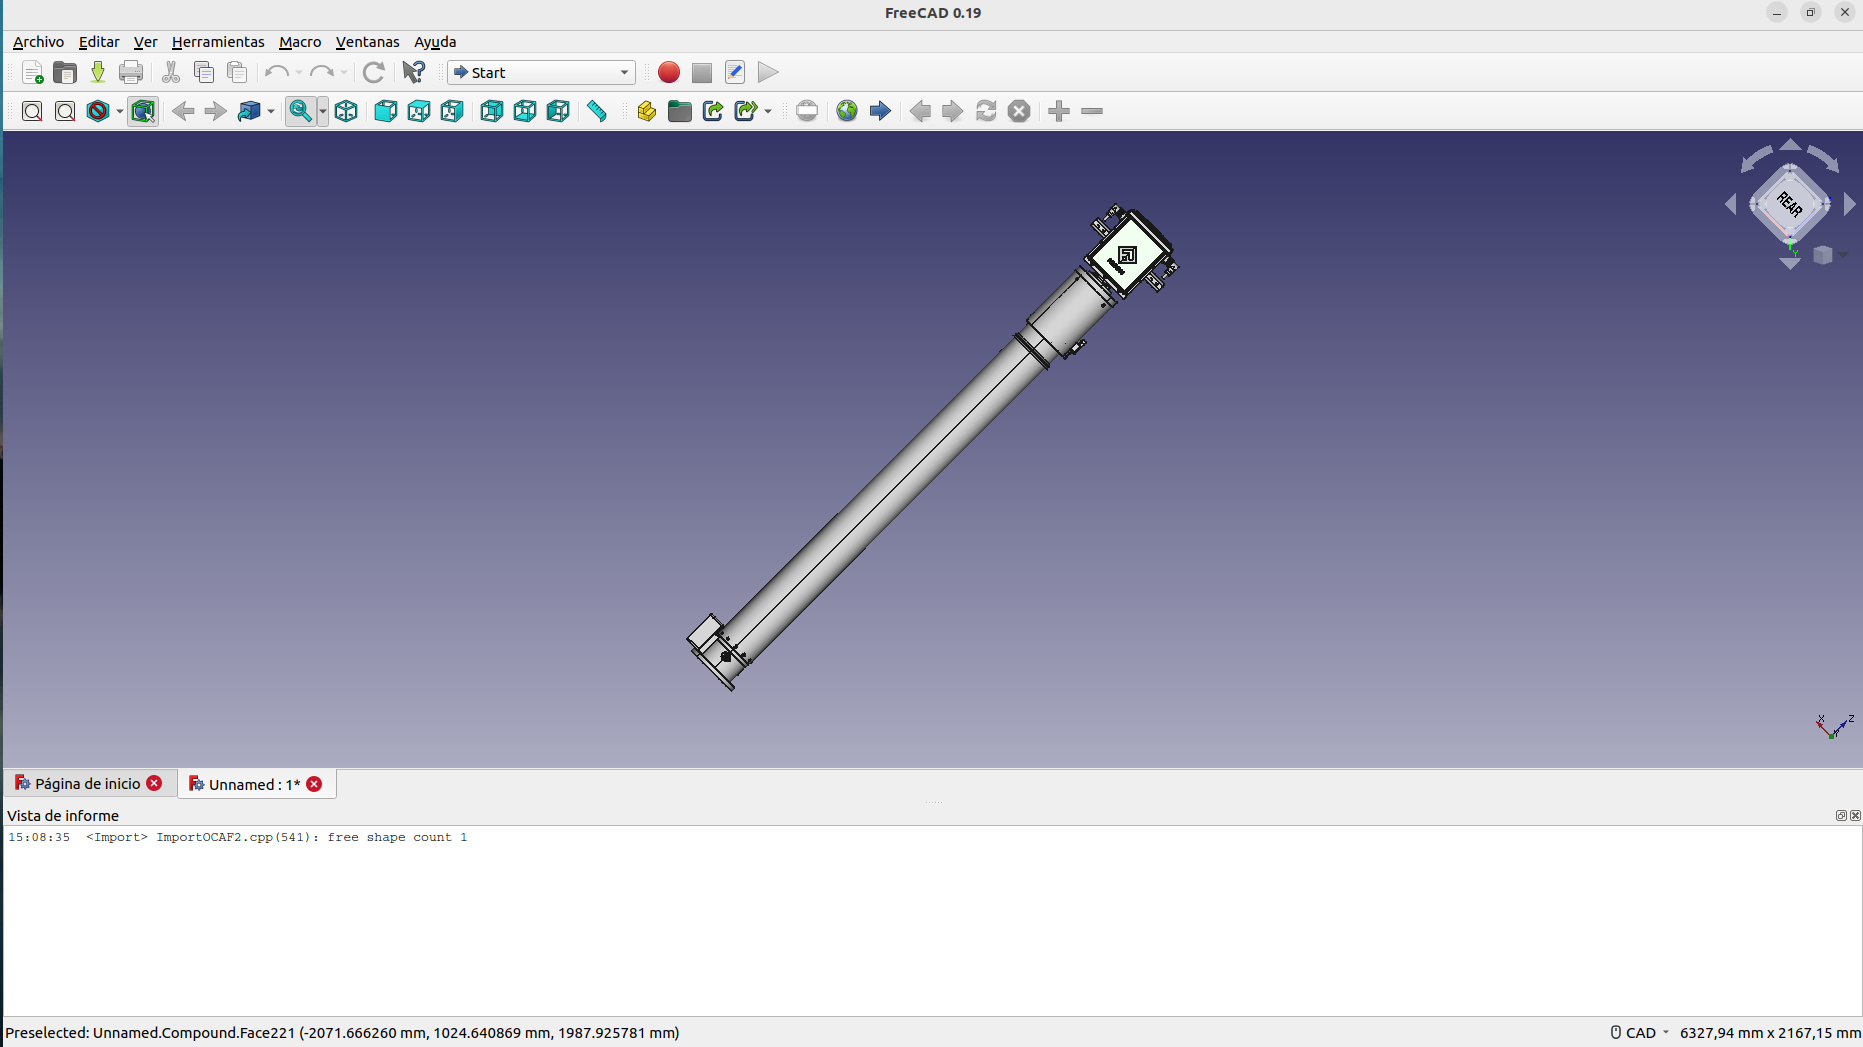 FreeCAD 0.19
Archivo Editar Ver Herramientas Macro Ventanas Ayuda
Start
REAR
Y
X Z
Y
Página de inicio Unnamed : 1*
Vista de informe
15:08:35 <Import> ImportOCAF2.cpp(541): free shape count 1
Preselected: Unnamed.Compound.Face221 (-2071.666260 mm, 1024.640869 mm, 1987.925781 mm) CAD 6327,94 mm x 2167,15 mm